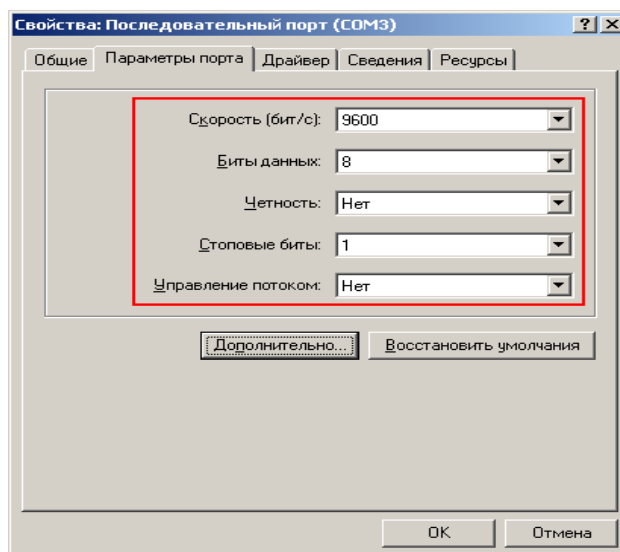 Свойства: Последовательный порт (COM3)
Общие Параметры порта Драйвер Сведения Ресурсы
Скорость (бит/с): 9600
Биты данных: 8
Четность: Нет
Стоповые биты: 1
Управление потоком: Нет
Дополнительно... Восстановить умолчания
OK Отмена